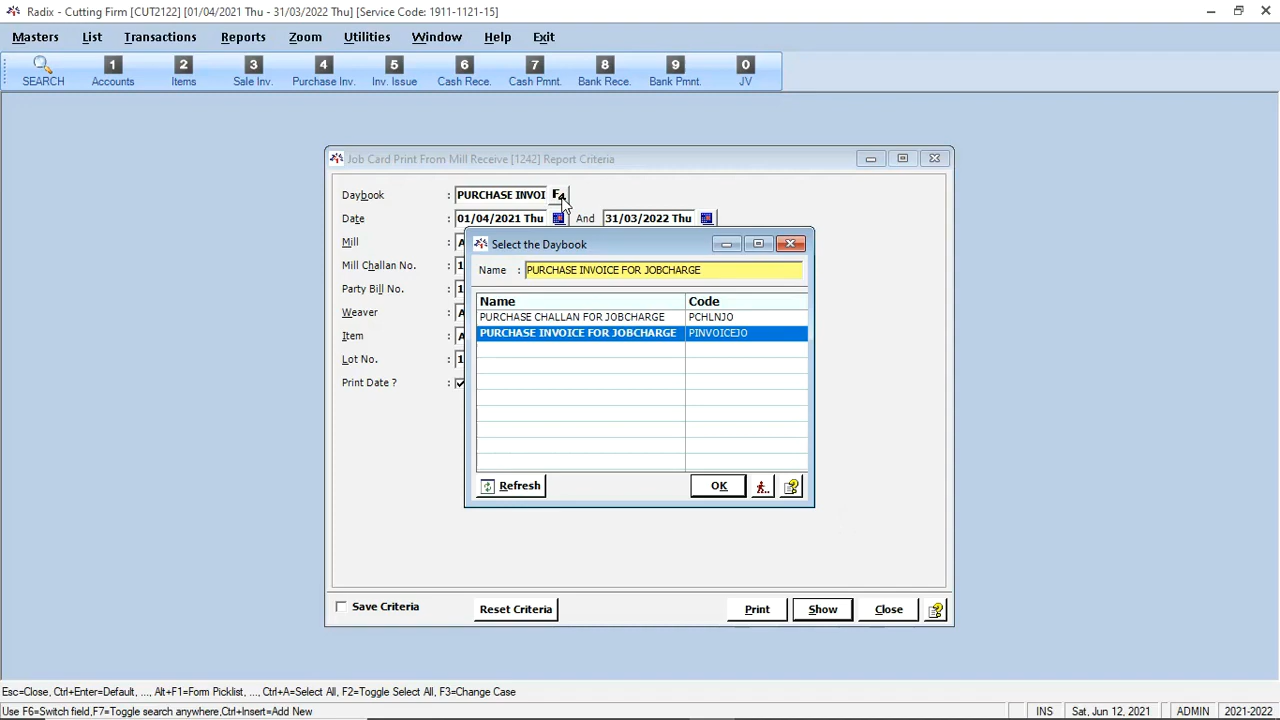 Radix - Cutting Firm [CUT2122] [01/04/2021 Thu - 31/03/2022 Thu] [Service Code: 1911-1121-15]
Masters List Transactions Reports Zoom Utilities Window Help Exit
1 2 3 4 5 6 7 8 9 0
SEARCH Accounts Items Sale Inv. Purchase Inv. Inv. Issue Cash Rece. Cash Pmnt. Bank Rece. Bank Pmnt. JV
Job Card Print From Mill Receive [1242] Report Criteria
Daybook : PURCHASE INVOI F4
Date : 01/04/2021 Thu And 31/03/2022 Thu
Mill : A
Mill Challan No. : 1
Party Bill No. : 1
Weaver : A
Item : A
Lot No. : 1
Print Date ? :
Select the Daybook
Name : PURCHASE INVOICE FOR JOBCHARGE
Name Code
PURCHASE CHALLAN FOR JOBCHARGE PCHLNJO
PURCHASE INVOICE FOR JOBCHARGE PINVOICEJO
Refresh OK
Save Criteria Reset Criteria Print Show Close
Esc=Close, Ctrl+Enter=Default, ..., Alt+F1=Form Picklist, ..., Ctrl+A=Select All, F2=Toggle Select All, F3=Change Case
Use F6=Switch field,F7=Toggle search anywhere,Ctrl+Insert=Add New INS Sat, Jun 12, 2021 ADMIN 2021-2022